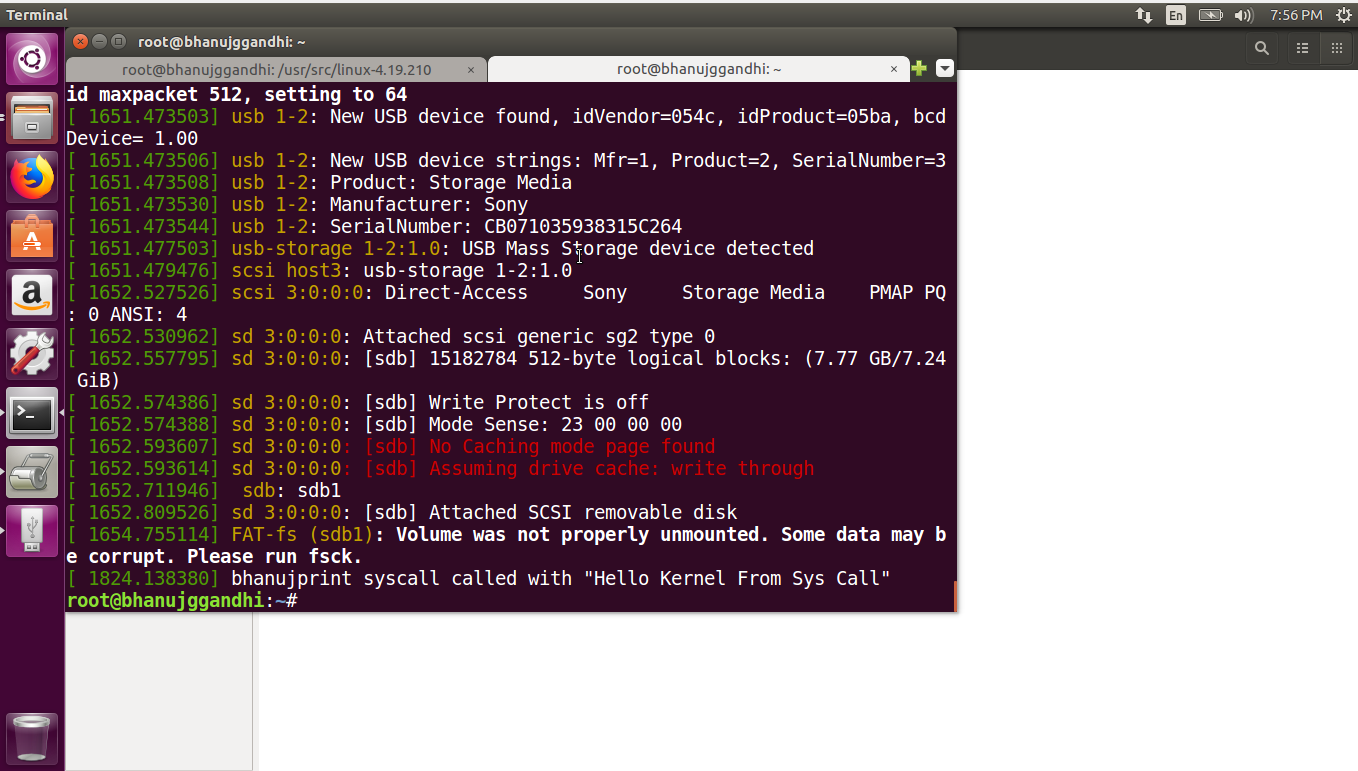 Terminal
En
7:56 PM
root@bhanujggandhi: ~
root@bhanujggandhi: /usr/src/linux-4.19.210 ×
root@bhanujggandhi: ~ ×
id maxpacket 512, setting to 64
[ 1651.473503] usb 1-2: New USB device found, idVendor=054c, idProduct=05ba, bcd
Device= 1.00
[ 1651.473506] usb 1-2: New USB device strings: Mfr=1, Product=2, SerialNumber=3
[ 1651.473508] usb 1-2: Product: Storage Media
[ 1651.473530] usb 1-2: Manufacturer: Sony
[ 1651.473544] usb 1-2: SerialNumber: CB071035938315C264
[ 1651.477503] usb-storage 1-2:1.0: USB Mass Storage device detected
[ 1651.479476] scsi host3: usb-storage 1-2:1.0
[ 1652.527526] scsi 3:0:0:0: Direct-Access     Sony     Storage Media    PMAP PQ
: 0 ANSI: 4
[ 1652.530962] sd 3:0:0:0: Attached scsi generic sg2 type 0
[ 1652.557795] sd 3:0:0:0: [sdb] 15182784 512-byte logical blocks: (7.77 GB/7.24
 GiB)
[ 1652.574386] sd 3:0:0:0: [sdb] Write Protect is off
[ 1652.574388] sd 3:0:0:0: [sdb] Mode Sense: 23 00 00 00
[ 1652.593607] sd 3:0:0:0: [sdb] No Caching mode page found
[ 1652.593614] sd 3:0:0:0: [sdb] Assuming drive cache: write through
[ 1652.711946]  sdb: sdb1
[ 1652.809526] sd 3:0:0:0: [sdb] Attached SCSI removable disk
[ 1654.755114] FAT-fs (sdb1): Volume was not properly unmounted. Some data may b
e corrupt. Please run fsck.
[ 1824.138380] bhanujprint syscall called with "Hello Kernel From Sys Call"
root@bhanujggandhi:~#